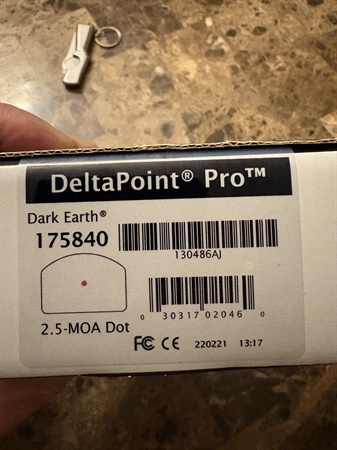 DeltaPoint® Pro™
Dark Earth®
175840
130486AJ
2.5-MOA Dot
0 30317 02046 0
FC CE 220221 13:17